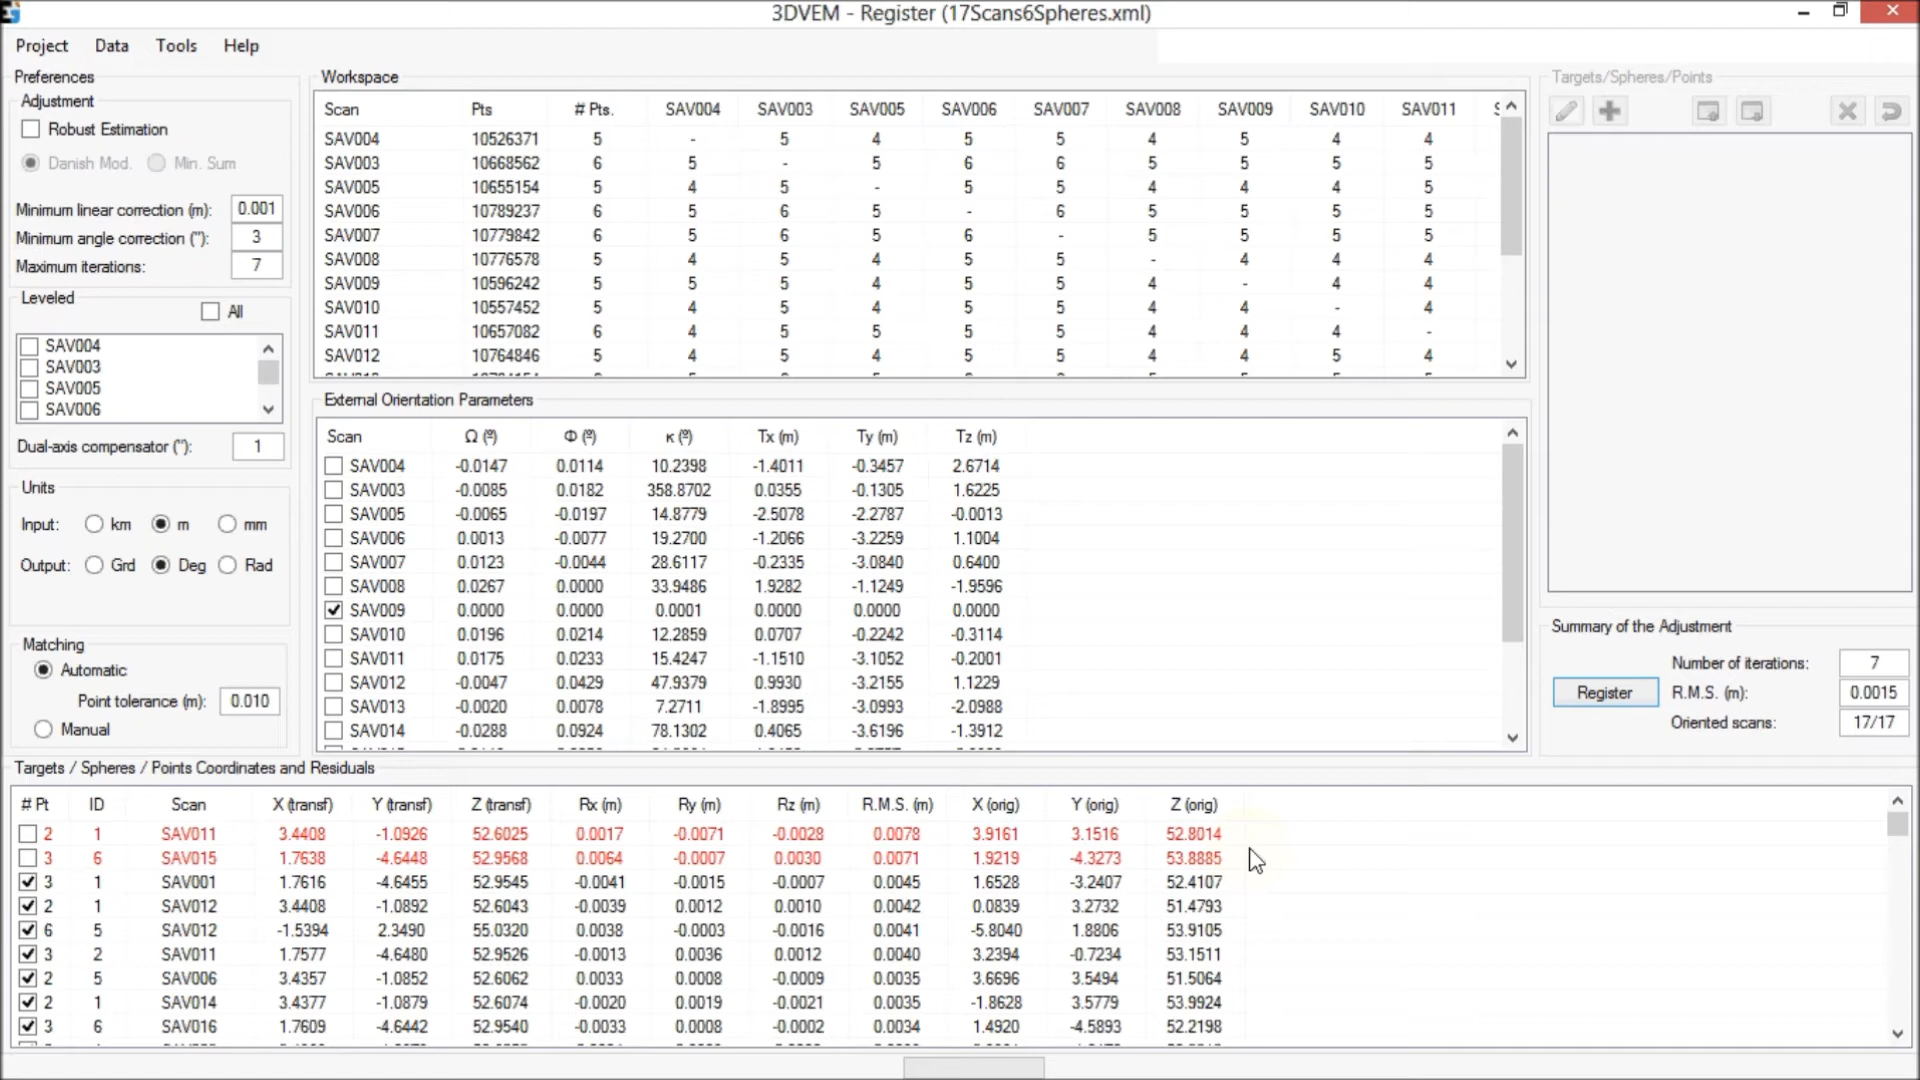 3DVEM - Register (17Scans6Spheres.xml)
Project Data Tools Help
Preferences
Adjustment
Robust Estimation
Danish Mod. Min. Sum
Minimum linear correction (m): 0.001
Minimum angle correction ("): 3
Maximum iterations: 7
Leveled
All
SAV004
SAV003
SAV005
SAV006
Dual-axis compensator ("): 1
Units
Input: km m mm
Output: Grd Deg Rad
Matching
Automatic
Point tolerance (m): 0.010
Manual
Workspace
Scan Pts # Pts. SAV004 SAV003 SAV005 SAV006 SAV007 SAV008 SAV009 SAV010 SAV011
SAV004 10526371 5 - 5 4 5 5 4 5 4 4
SAV003 10668562 6 5 - 5 6 6 5 5 5 5
SAV005 10655154 5 4 5 - 5 5 4 4 4 5
SAV006 10789237 6 5 6 5 - 6 5 5 5 5
SAV007 10779842 6 5 6 5 6 - 5 5 5 5
SAV008 10776578 5 4 5 4 5 5 - 4 4 4
SAV009 10596242 5 5 5 4 5 5 4 - 4 4
SAV010 10557452 5 4 5 4 5 5 4 4 - 4
SAV011 10657082 6 4 5 5 5 5 4 4 4 -
SAV012 10764846 5 4 5 4 5 5 4 4 5 4
External Orientation Parameters
Scan Ω (º) Φ (º) κ (º) Tx (m) Ty (m) Tz (m)
SAV004 -0.0147 0.0114 10.2398 -1.4011 -0.3457 2.6714
SAV003 -0.0085 0.0182 358.8702 0.0355 -0.1305 1.6225
SAV005 -0.0065 -0.0197 14.8779 -2.5078 -2.2787 -0.0013
SAV006 0.0013 -0.0077 19.2700 -1.2066 -3.2259 1.1004
SAV007 0.0123 -0.0044 28.6117 -0.2335 -3.0840 0.6400
SAV008 0.0267 0.0000 33.9486 1.9282 -1.1249 -1.9596
SAV009 0.0000 0.0000 0.0001 0.0000 0.0000 0.0000
SAV010 0.0196 0.0214 12.2859 0.0707 -0.2242 -0.3114
SAV011 0.0175 0.0233 15.4247 -1.1510 -3.1052 -0.2001
SAV012 -0.0047 0.0429 47.9379 0.9930 -3.2155 1.1229
SAV013 -0.0020 0.0078 7.2711 -1.8995 -3.0993 -2.0988
SAV014 -0.0288 0.0924 78.1302 0.4065 -3.6196 -1.3912
Targets/Spheres/Points
Summary of the Adjustment
Number of iterations: 7
Register R.M.S. (m): 0.0015
Oriented scans: 17/17
Targets / Spheres / Points Coordinates and Residuals
# Pt ID Scan X (transf) Y (transf) Z (transf) Rx (m) Ry (m) Rz (m) R.M.S. (m) X (orig) Y (orig) Z (orig)
2 1 SAV011 3.4408 -1.0926 52.6025 0.0017 -0.0071 -0.0028 0.0078 3.9161 3.1516 52.8014
3 6 SAV015 1.7638 -4.6448 52.9568 0.0064 -0.0007 0.0030 0.0071 1.9219 -4.3273 53.8885
3 1 SAV001 1.7616 -4.6455 52.9545 -0.0041 -0.0015 -0.0007 0.0045 1.6528 -3.2407 52.4107
2 1 SAV012 3.4408 -1.0892 52.6043 -0.0039 0.0012 0.0010 0.0042 0.0839 3.2732 51.4793
6 5 SAV012 -1.5394 2.3490 55.0320 0.0038 -0.0003 -0.0016 0.0041 -5.8040 1.8806 53.9105
3 2 SAV011 1.7577 -4.6480 52.9526 -0.0013 0.0036 0.0012 0.0040 3.2394 -0.7234 53.1511
2 5 SAV006 3.4357 -1.0852 52.6062 0.0033 0.0008 -0.0009 0.0035 3.6696 3.5494 51.5064
2 1 SAV014 3.4377 -1.0879 52.6074 -0.0020 0.0019 -0.0021 0.0035 -1.8628 3.5779 53.9924
3 6 SAV016 1.7609 -4.6442 52.9540 -0.0033 0.0008 -0.0002 0.0034 1.4920 -4.5893 52.2198